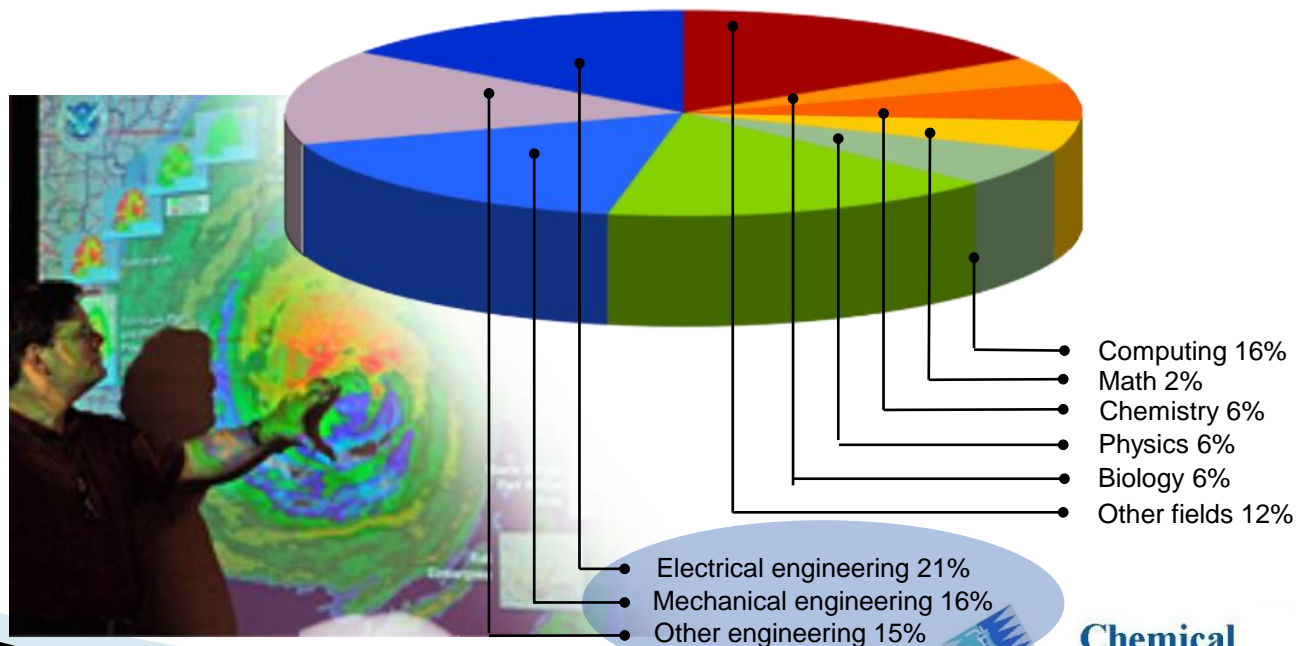 Computing 16%
Math 2%
Chemistry 6%
Physics 6%
Biology 6%
Other fields 12%
Electrical engineering 21%
Mechanical engineering 16%
Other engineering 15%
Chemical